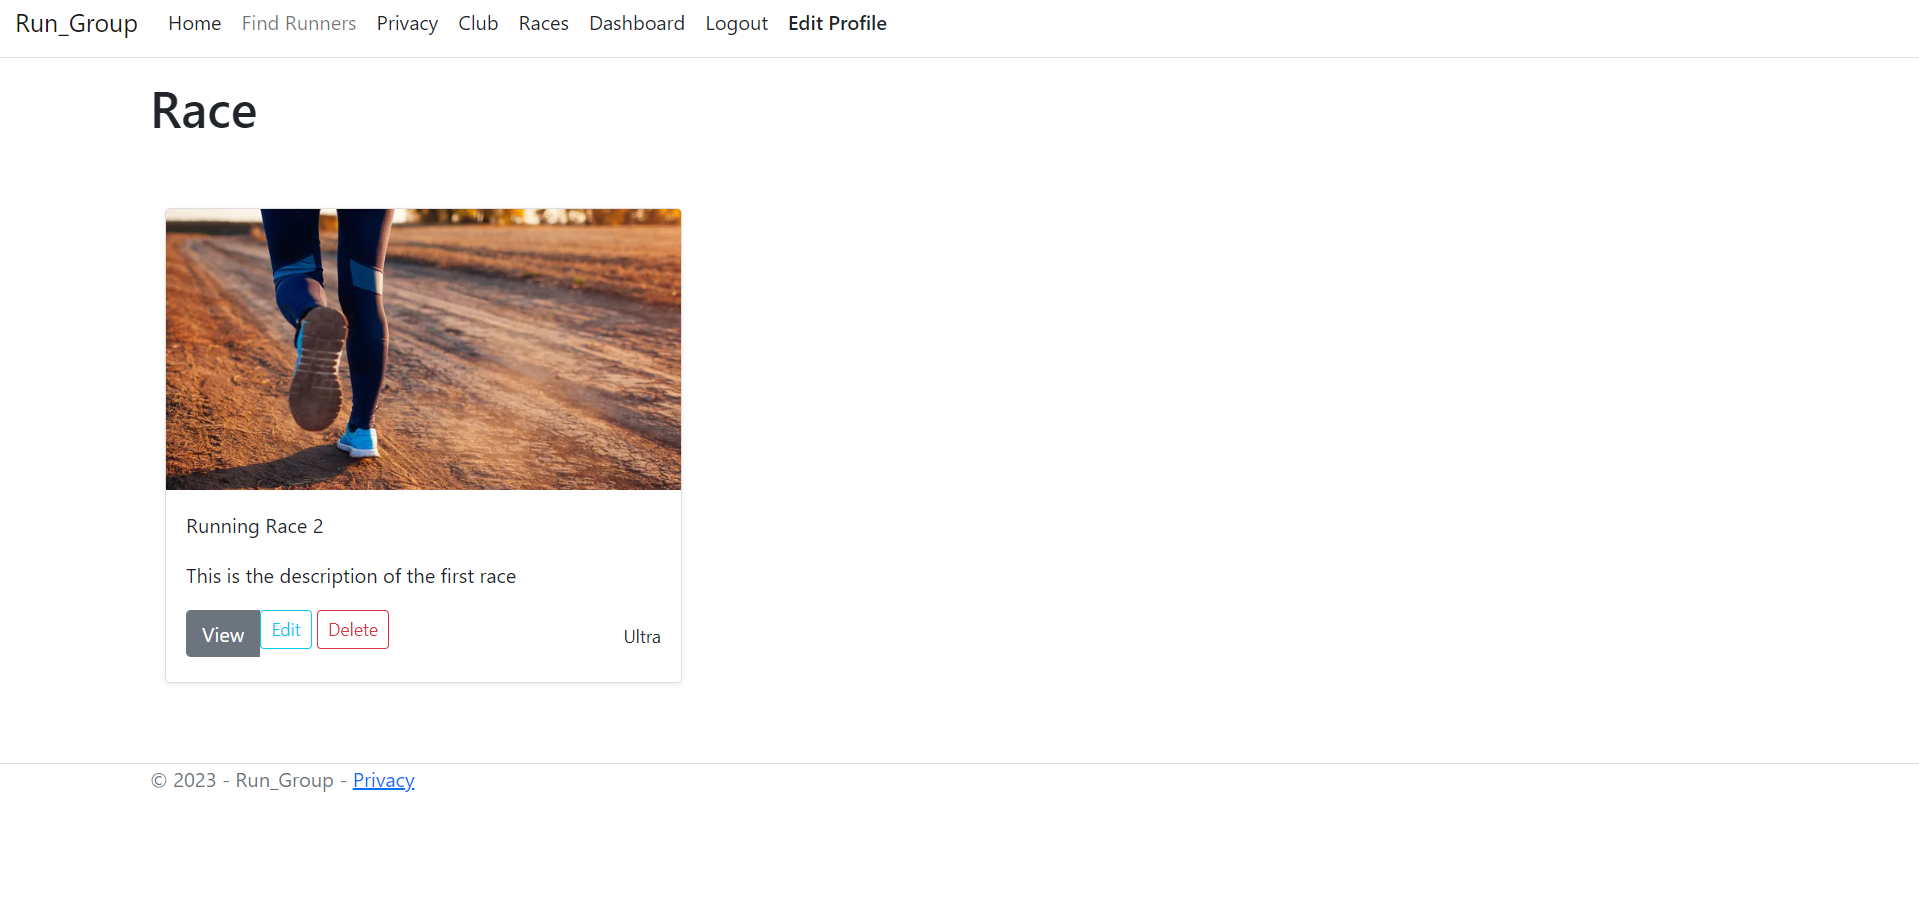 Run_Group Home Find Runners Privacy Club Races Dashboard Logout Edit Profile
Race
Running Race 2
This is the description of the first race
View Edit Delete Ultra
© 2023 - Run_Group - Privacy